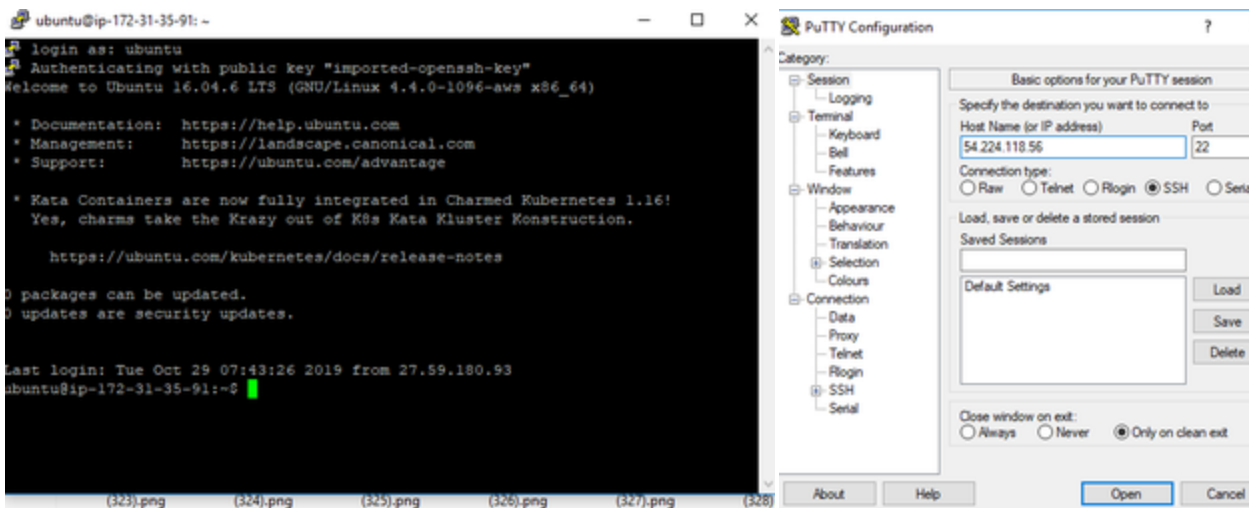 ubuntu@ip-172-31-35-91: ~
login as: ubuntu
Authenticating with public key "imported-openssh-key"
Welcome to Ubuntu 16.04.6 LTS (GNU/Linux 4.4.0-1096-aws x86_64)
* Documentation: https://help.ubuntu.com
* Management: https://landscape.canonical.com
* Support: https://ubuntu.com/advantage
* Kata Containers are now fully integrated in Charmed Kubernetes 1.16!
Yes, charms take the Krazy out of K8s Kata Kluster Konstruction.
https://ubuntu.com/kubernetes/docs/release-notes
0 packages can be updated.
0 updates are security updates.
Last login: Tue Oct 29 07:43:26 2019 from 27.59.180.93
ubuntu@ip-172-31-35-91:~$
(323).png (324).png (325).png (326).png (327).png (328)
PuTTY Configuration ?
Category:
Session
Logging
Terminal
Keyboard
Bell
Features
Window
Appearance
Behaviour
Translation
Selection
Colours
Connection
Data
Proxy
Telnet
Rlogin
SSH
Serial
Basic options for your PuTTY session
Specify the destination you want to connect to
Host Name (or IP address) Port
54.224.118.56 22
Connection type:
Raw Telnet Rlogin SSH Seria
Load, save or delete a stored session
Saved Sessions
Default Settings
Load
Save
Delete
Close window on exit:
Always Never Only on clean exit
About Help Open Cancel